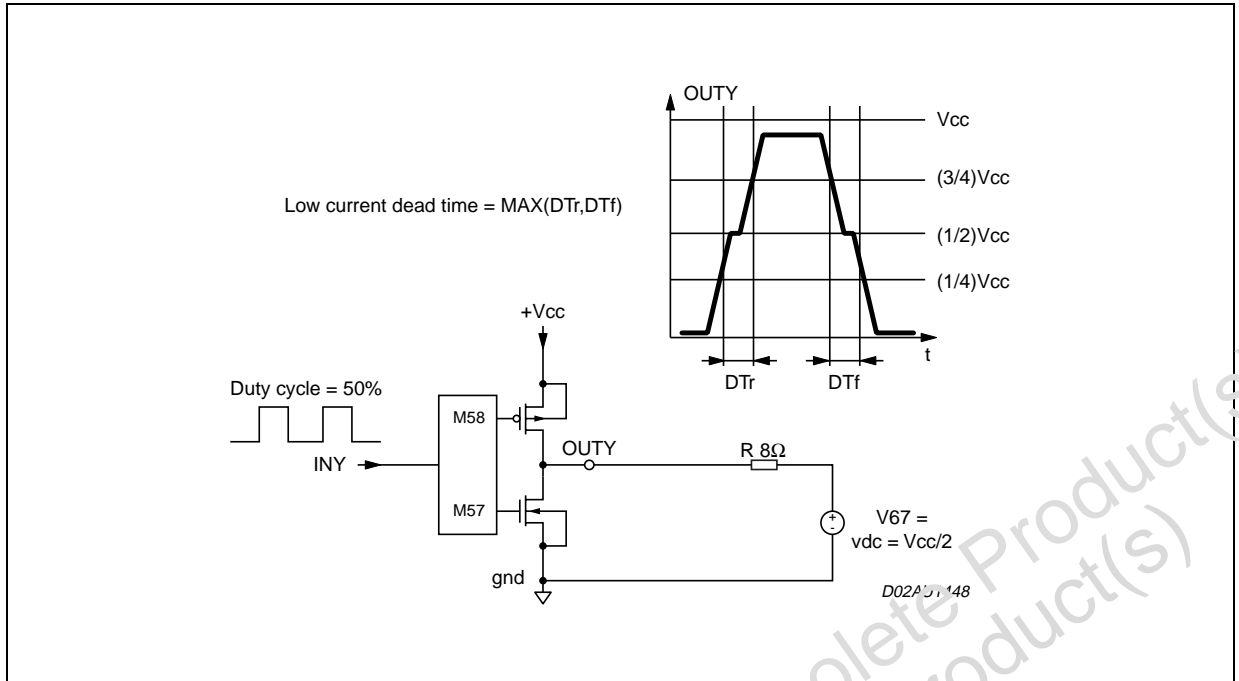 OUTY
Vcc
(3/4)Vcc
Low current dead time = MAX(DTr,DTf)
(1/2)Vcc
(1/4)Vcc
+Vcc
t
DTr
DTf
Duty cycle = 50%
M58
OUTY
R 8Ω
INY
M57
+
-
V67 =
vdc = Vcc/2
gnd